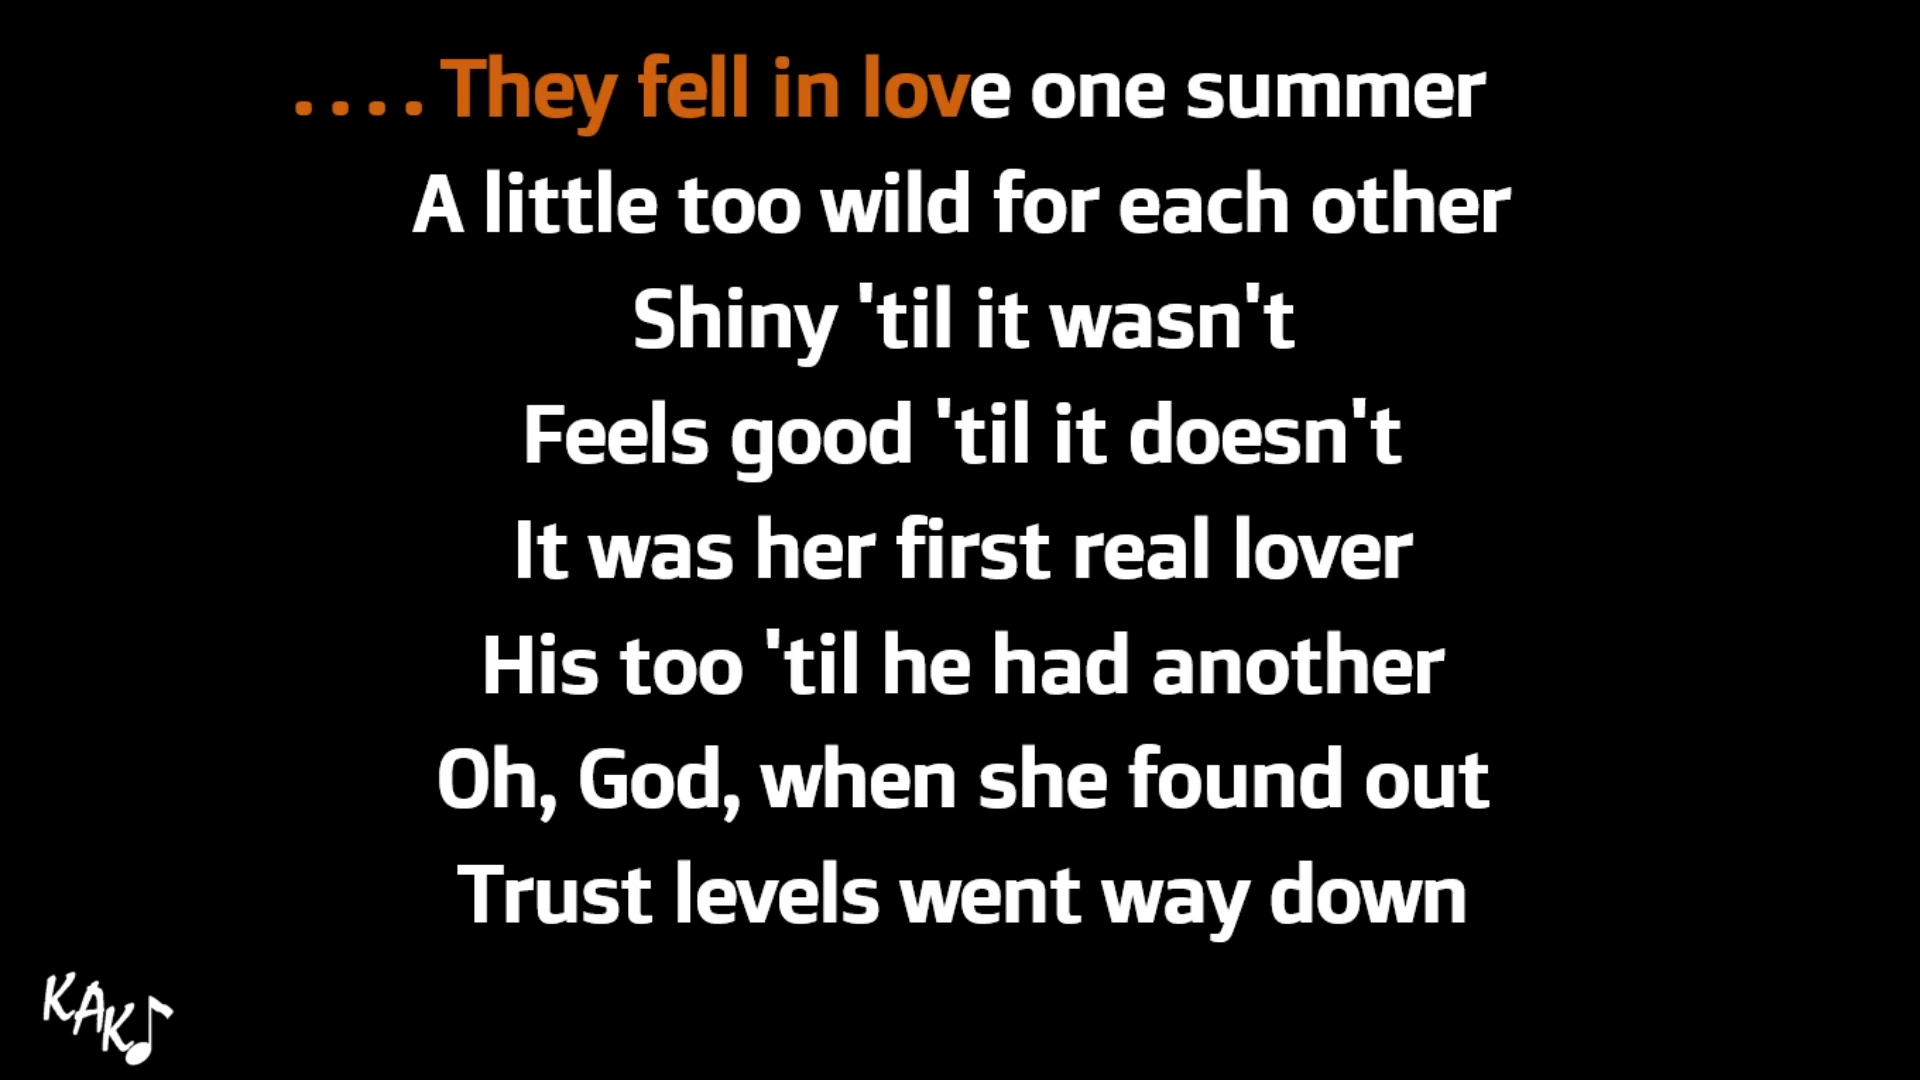 ....They fell in love one summer
A little too wild for each other
Shiny 'til it wasn't
Feels good 'til it doesn't
It was her first real lover
His too 'til he had another
Oh, God, when she found out
Trust levels went way down
KAK